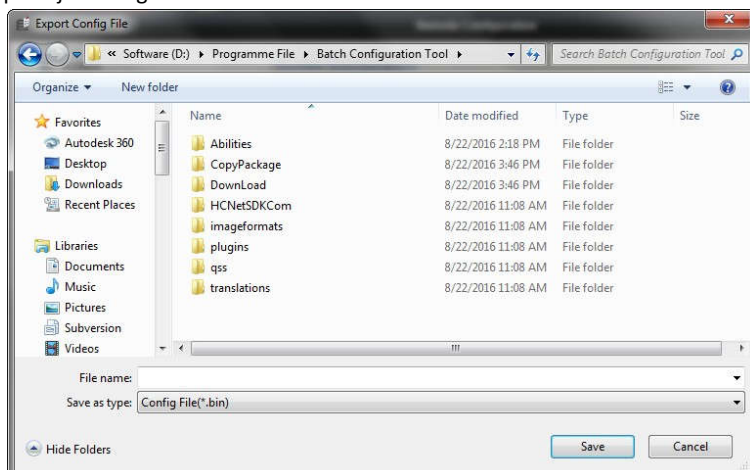 Export Config File
« Software (D:) ▸ Programme File ▸ Batch Configuration Tool ▸
Search Batch Configuration Tool
Organize ▾ New folder
Name Date modified Type Size
Favorites
Autodesk 360
Desktop
Downloads
Recent Places
Libraries
Documents
Music
Pictures
Subversion
Videos
Abilities 8/22/2016 2:18 PM File folder
CopyPackage 8/22/2016 3:46 PM File folder
DownLoad 8/22/2016 3:46 PM File folder
HCNetSDKCom 8/22/2016 11:08 AM File folder
imageformats 8/22/2016 11:08 AM File folder
plugins 8/22/2016 11:08 AM File folder
qss 8/22/2016 11:08 AM File folder
translations 8/22/2016 11:08 AM File folder
File name:
Save as type: Config File(*.bin)
Hide Folders
Save Cancel